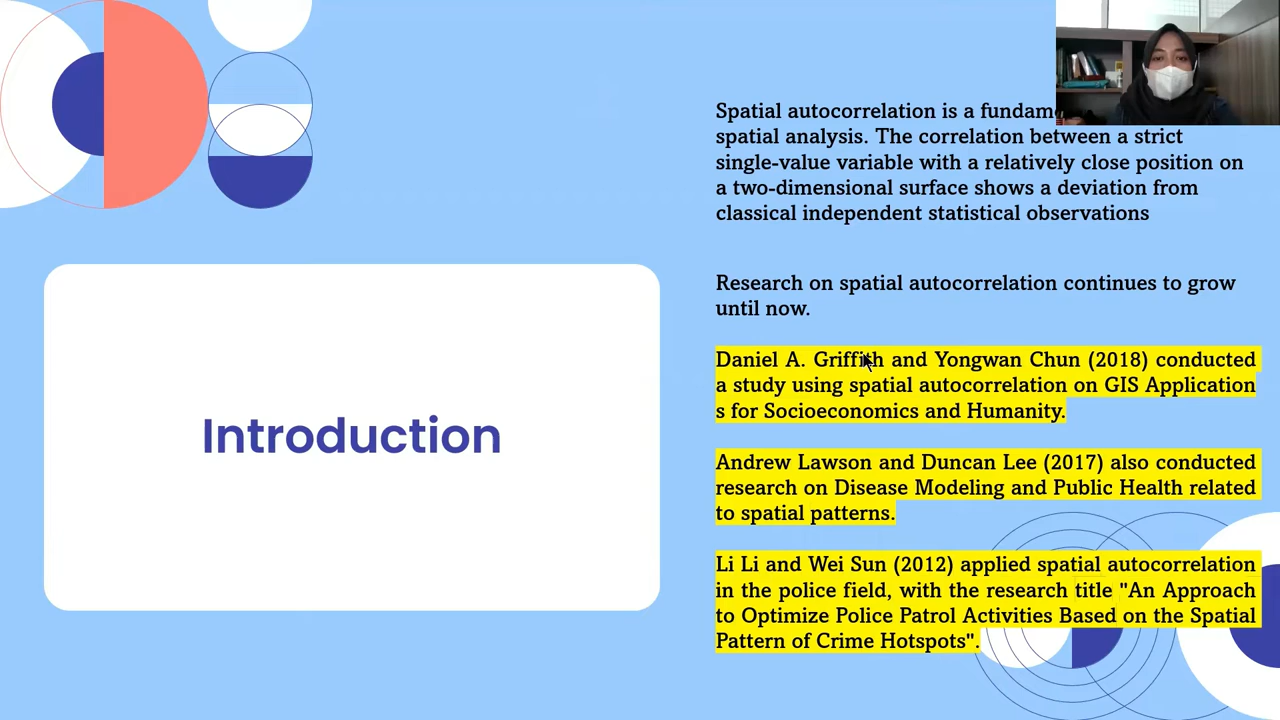 Introduction
Spatial autocorrelation is a
spatial analysis. The correlation between a strict
single-value variable with a relatively close position on
a two-dimensional surface shows a deviation from
classical independent statistical observations
Research on spatial autocorrelation continues to grow
until now.
Daniel A. Griffith and Yongwan Chun (2018) conducted
a study using spatial autocorrelation on GIS Application
s for Socioeconomics and Humanity.
Andrew Lawson and Duncan Lee (2017) also conducted
research on Disease Modeling and Public Health related
to spatial patterns.
Li Li and Wei Sun (2012) applied spatial autocorrelation
in the police field, with the research title "An Approach
to Optimize Police Patrol Activities Based on the Spatial
Pattern of Crime Hotspots".